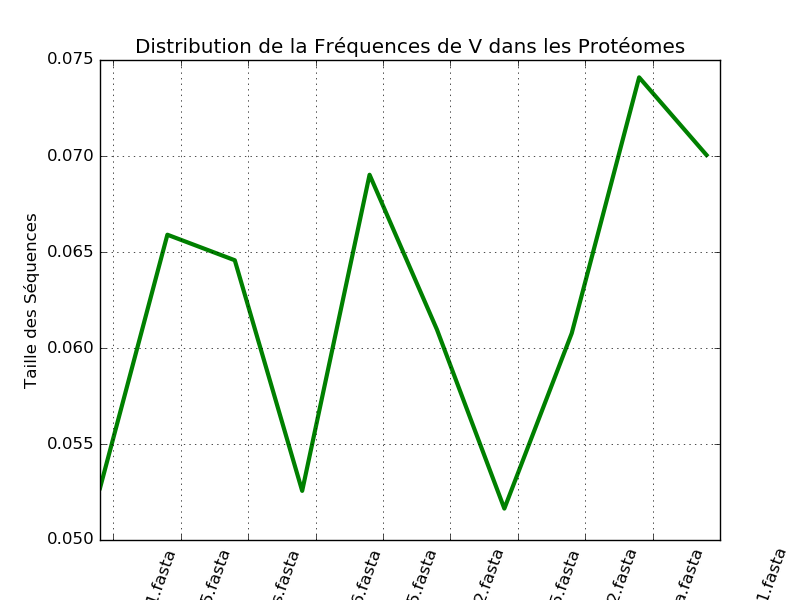 Distribution de la Fréquences de V dans les Protéomes
0.075
0.070
0.065
0.060
0.055
0.050
Taille des Séquences
1.fasta
5.fasta
s.fasta
6.fasta
5.fasta
2.fasta
6.fasta
2.fasta
a.fasta
1.fasta